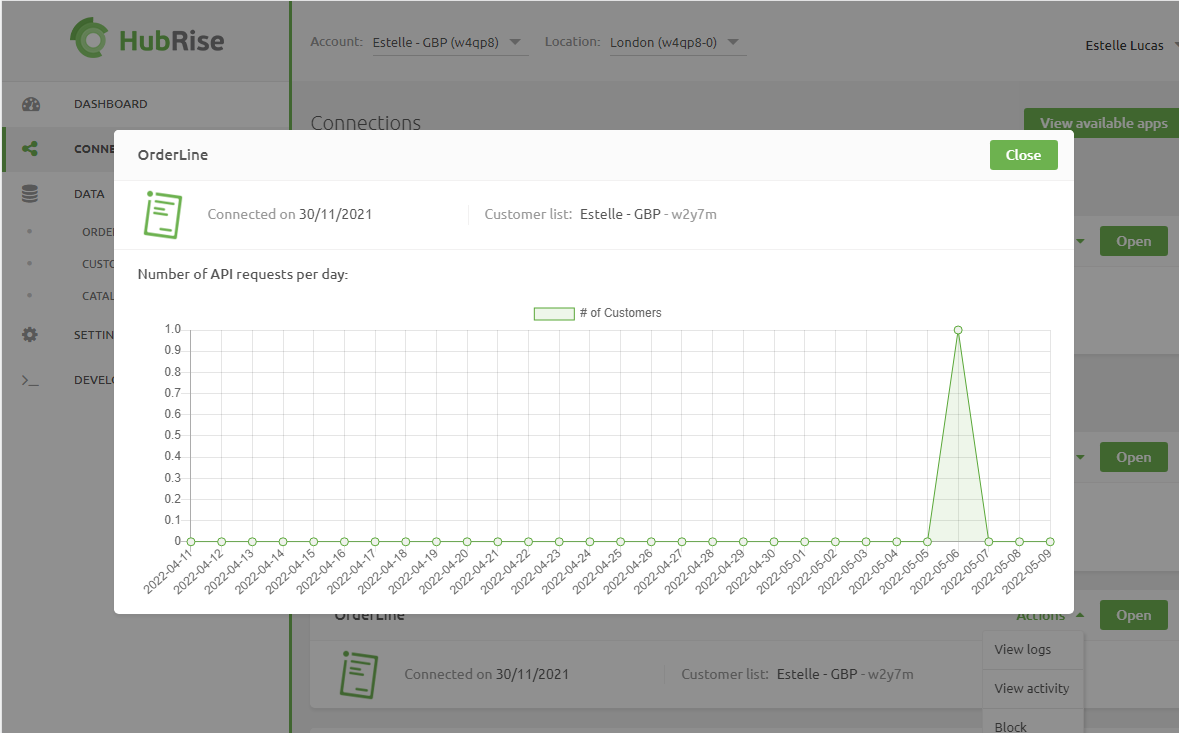 HubRise
Account: Estelle - GBP (w4qp8) Location: London (w4qp8-0)
Estelle Lucas
DASHBOARD
CONNE
DATA
ORDE
CUSTO
CATAL
SETTIN
DEVELO
Connections
View available apps
OrderLine
Close
Connected on 30/11/2021
Customer list: Estelle - GBP - w2y7m
Number of API requests per day:
# of Customers
1.0
0.9
0.8
0.7
0.6
0.5
0.4
0.3
0.2
0.1
0
2022-04-11
2022-04-12
2022-04-13
2022-04-14
2022-04-15
2022-04-16
2022-04-17
2022-04-18
2022-04-19
2022-04-20
2022-04-21
2022-04-22
2022-04-23
2022-04-24
2022-04-25
2022-04-26
2022-04-27
2022-04-28
2022-04-29
2022-04-30
2022-05-01
2022-05-02
2022-05-03
2022-05-04
2022-05-05
2022-05-06
2022-05-07
2022-05-08
2022-05-09
Open
Open
OrderLine
Actions
Open
Connected on 30/11/2021
Customer list: Estelle - GBP - w2y7m
View logs
View activity
Block